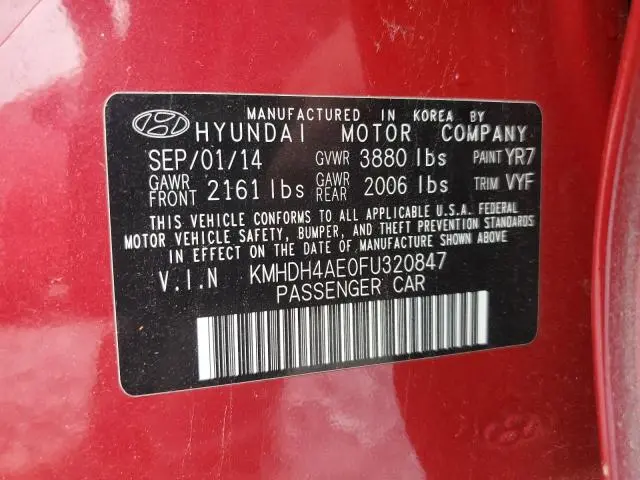 MANUFACTURED IN KOREA BY
HYUNDAI MOTOR COMPANY
SEP/01/14 GVWR 3880 lbs PAINT YR7
GAWR FRONT 2161 lbs GAWR REAR 2006 lbs TRIM VYF
THIS VEHICLE CONFORMS TO ALL APPLICABLE U.S.A. FEDERAL
MOTOR VEHICLE SAFETY, BUMPER, AND THEFT PREVENTION STANDARDS
IN EFFECT ON THE DATE OF MANUFACTURE SHOWN ABOVE
V.I.N KMHDH4AE0FU320847
PASSENGER CAR